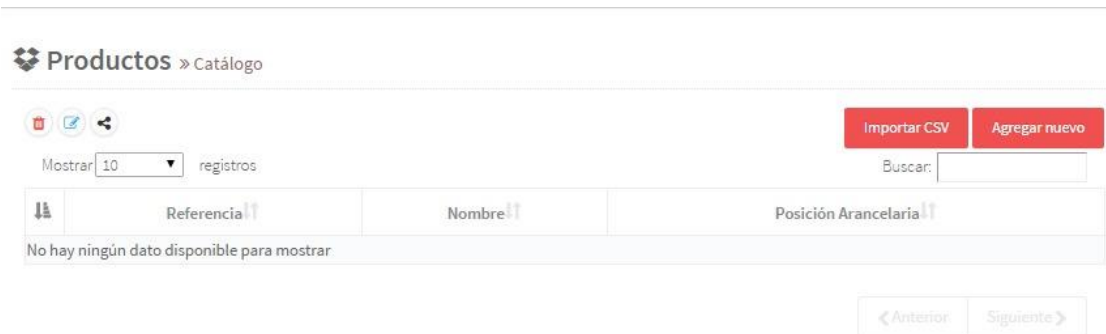 Productos » Catálogo
Importar CSV Agregar nuevo
Mostrar 10 registros Buscar:
Referencia Nombre Posición Arancelaria
No hay ningún dato disponible para mostrar
Anterior Siguiente